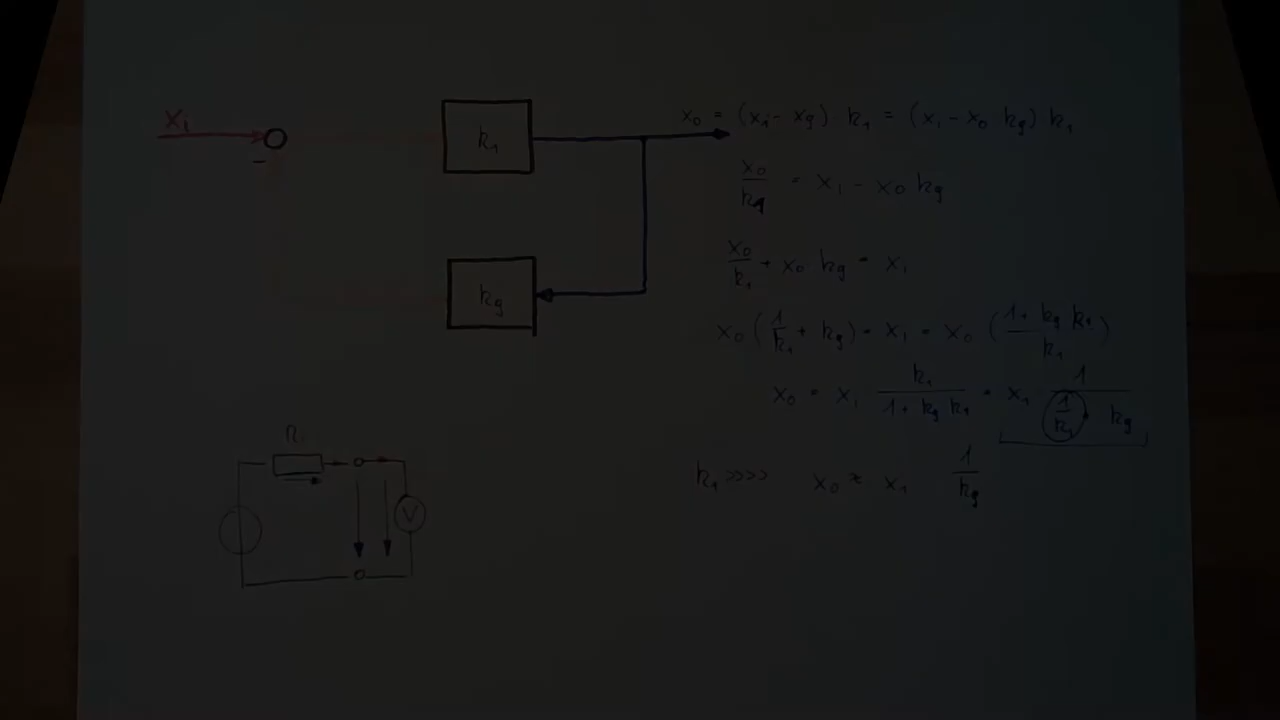 x₁
-
k₁
x₀ = (x₁ - xg) k₁ = (x₁ - x₀ kg) k₁
x₀/k₁ = x₁ - x₀ kg
x₀/k₁ + x₀ kg = x₁
kg
x₀ (1/k₁ + kg) = x₁ = x₀ (1 + kg k₁ / k₁)
x₀ = x₁ k₁ / 1 + kg k₁ = x₁ 1 / 1/k₁ + kg
k₁ >>>> x₀ ≈ x₁ 1/kg
V